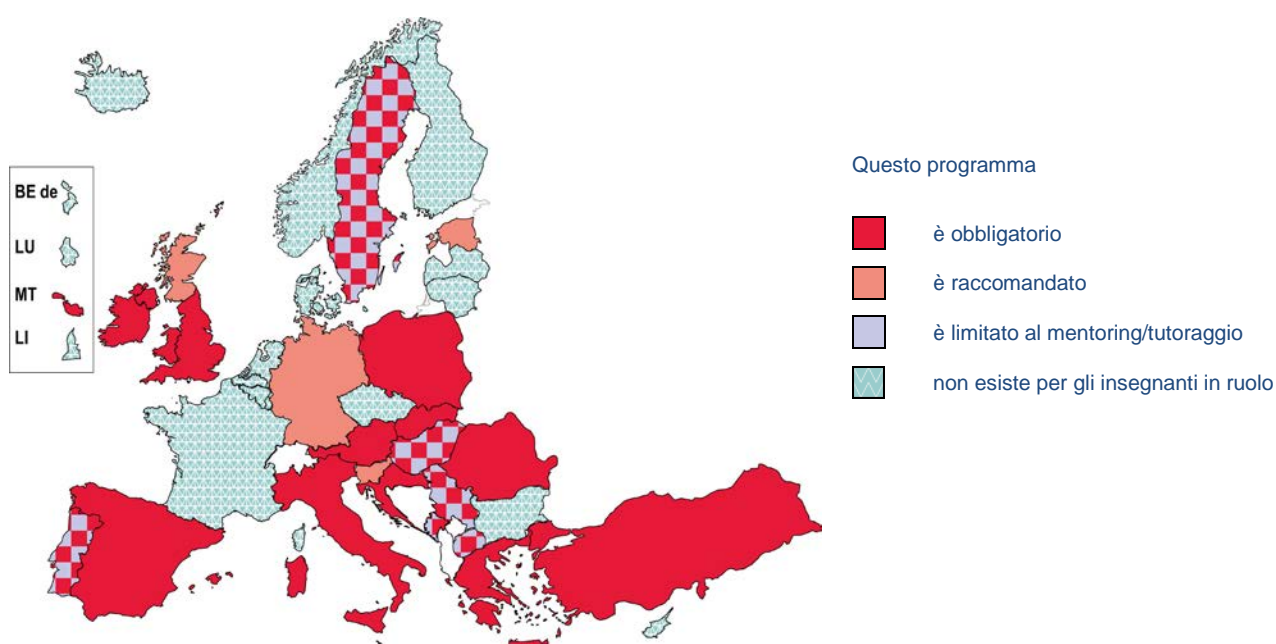 BE de
LU
MT
LI
Questo programma
è obbligatorio
è raccomandato
è limitato al mentoring/tutoraggio
non esiste per gli insegnanti in ruolo